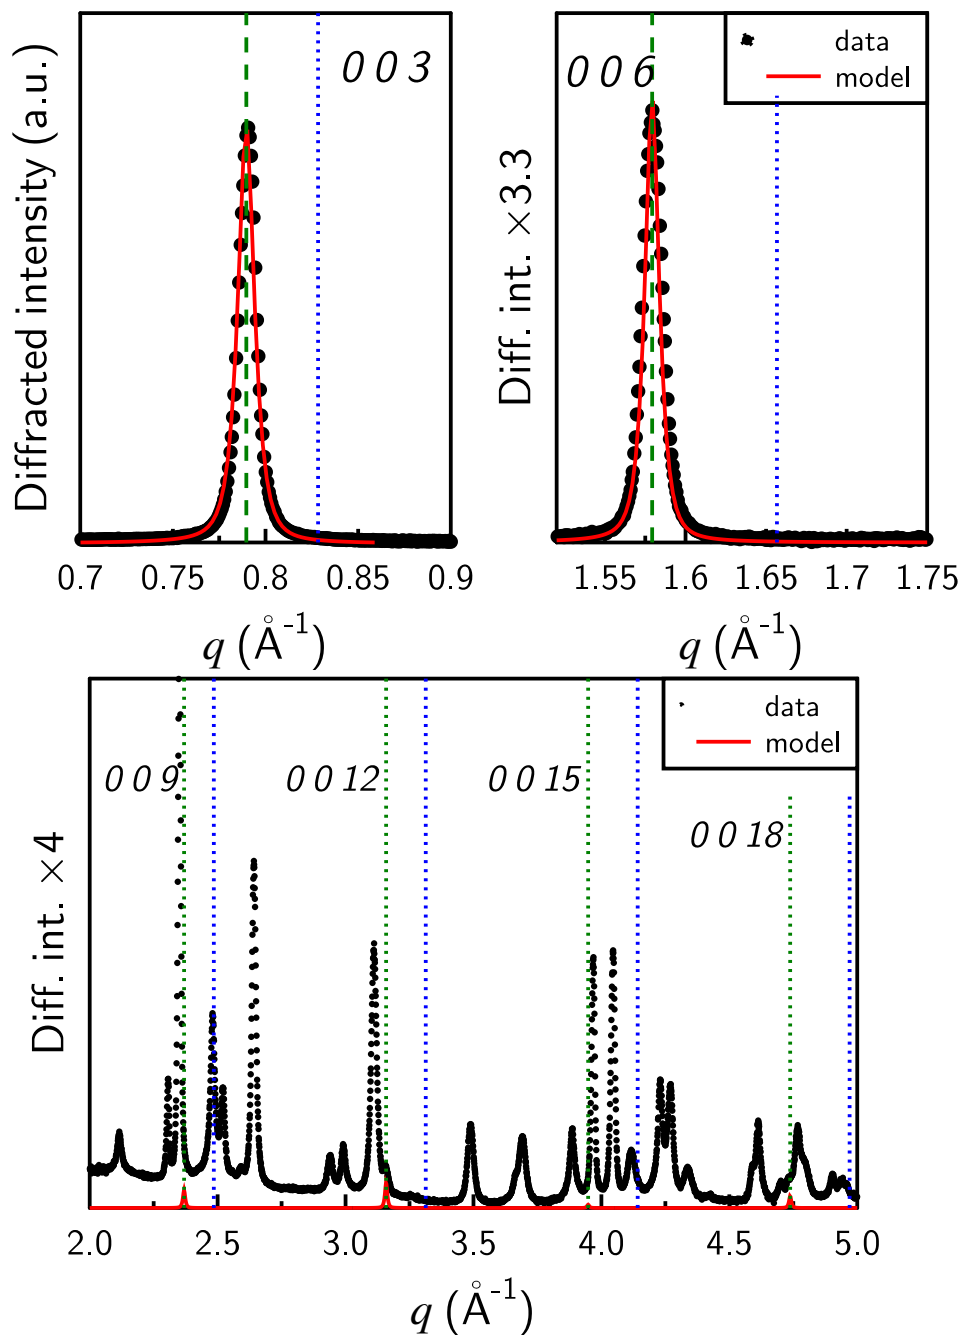 Diffracted intensity (a.u.)
0 0 3
0.7 0.75 0.8 0.85 0.9
q (Å⁻¹)
Diff. int. ×3.3
0 0 6
data
model
1.55 1.6 1.65 1.7 1.75
q (Å⁻¹)
Diff. int. ×4
data
model
0 0 9 0 0 12 0 0 15
0 0 18
2.0 2.5 3.0 3.5 4.0 4.5 5.0
q (Å⁻¹)